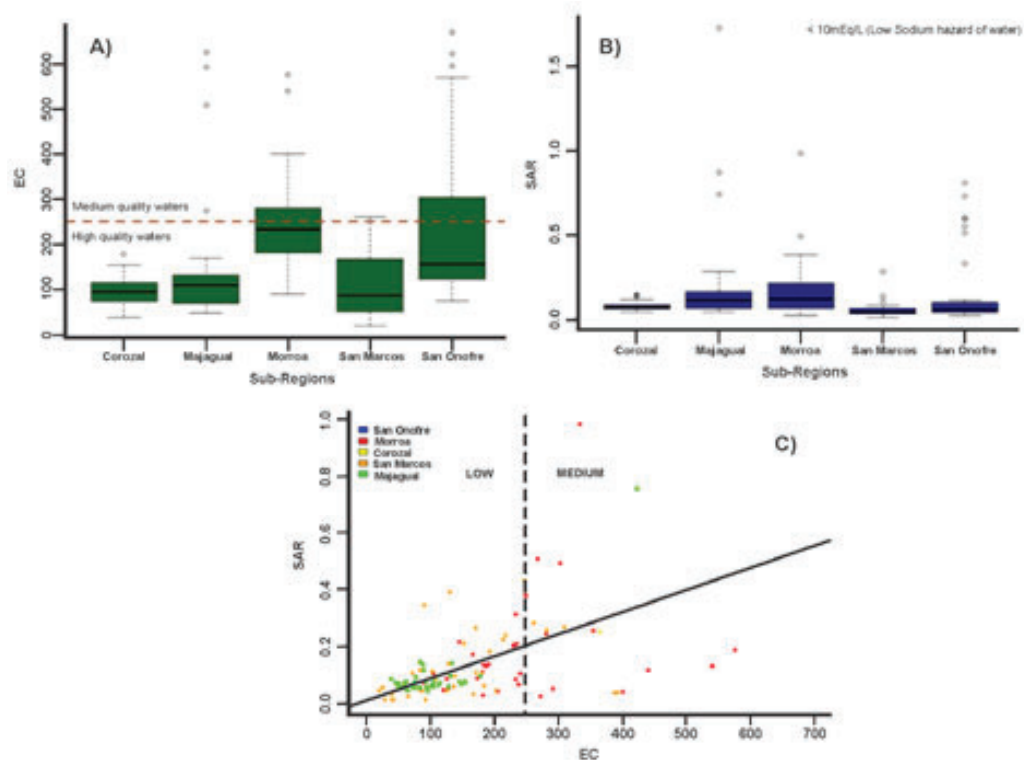 A)
600
500
400
300
200
100
0
EC
Medium quality waters
High quality waters
Corozal
Majagual
Morroa
San Marcos
San Onofre
Sub-Regions
B)
< 10mEq/L (Low Sodium hazard of water)
1.5
1.0
0.5
0.0
SAR
Corozal
Majagual
Morroa
San Marcos
San Onofre
Sub-Regions
C)
San Onofre
Morroa
Corozal
San Marcos
Majagual
LOW
MEDIUM
1.0
0.8
0.6
0.4
0.2
0.0
SAR
0
100
200
300
400
500
600
700
EC